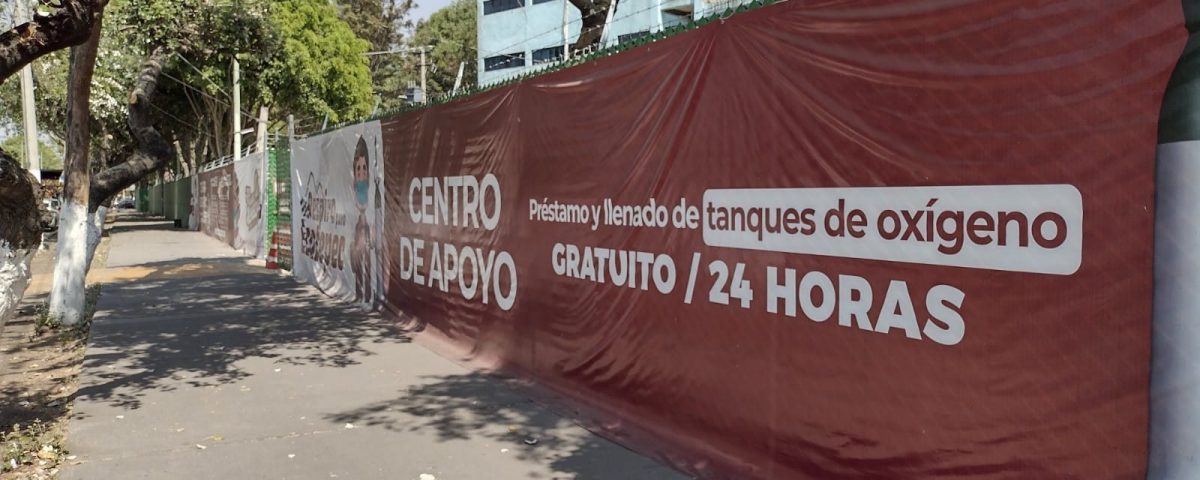 CENTRO
DE APOYO
Préstamo y llenado de tanques de oxígeno
GRATUITO / 24 HORAS